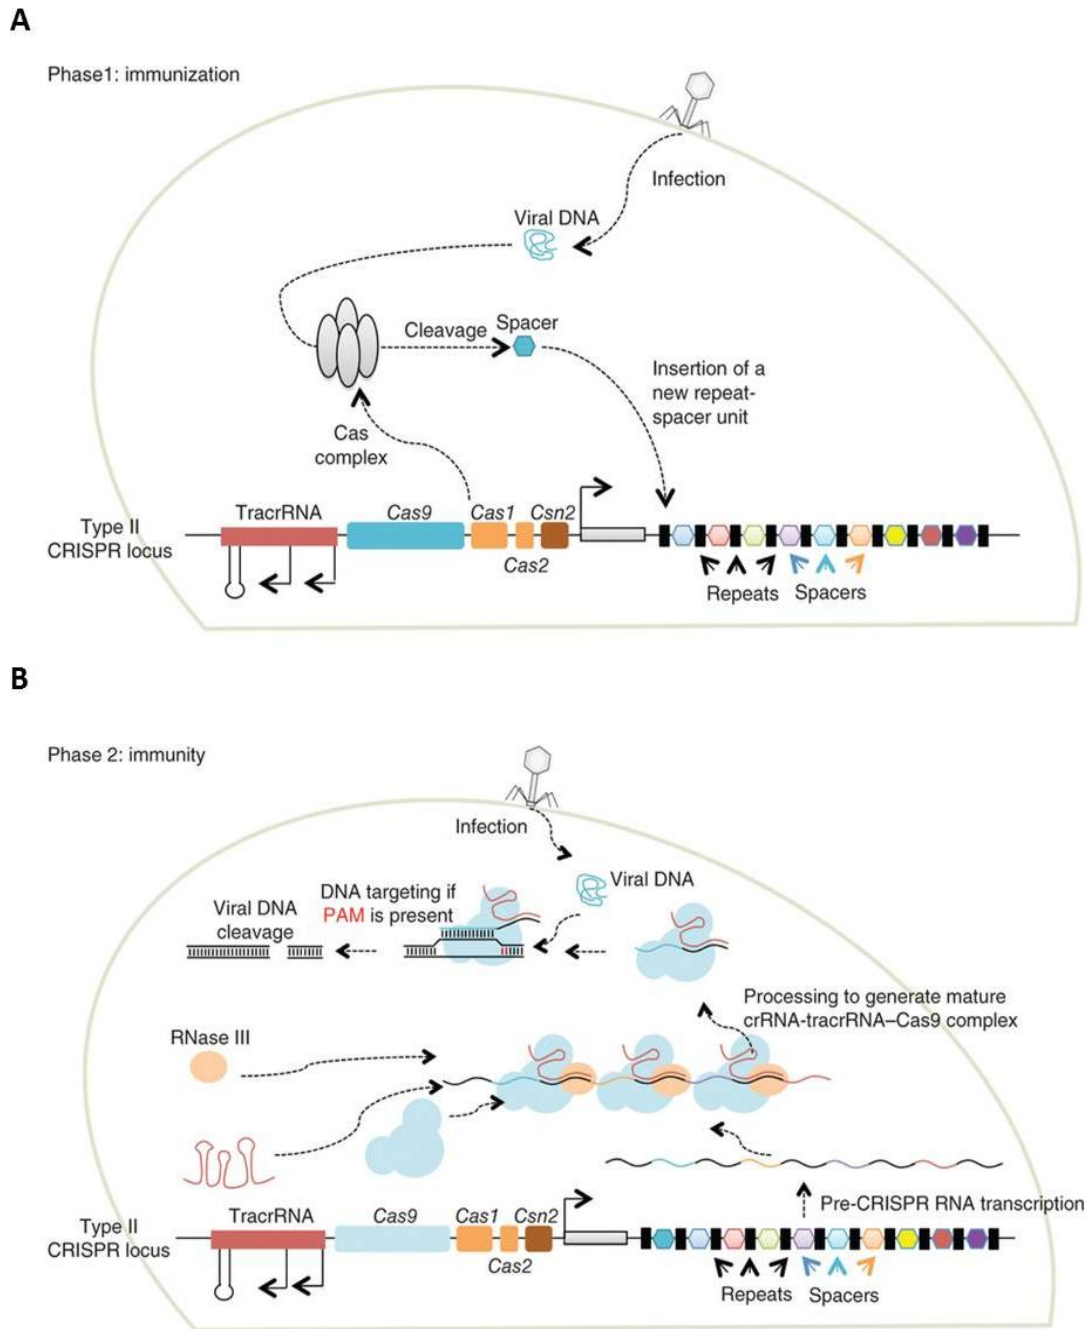 A
Phase1: immunization
Infection
Viral DNA
Cleavage
Spacer
Insertion of a
new repeat-
spacer unit
Cas
complex
Type II
CRISPR locus
TracrRNA
Cas9
Cas1
Cas2
Csn2
Repeats
Spacers
B
Phase 2: immunity
Infection
Viral DNA
DNA targeting if
PAM is present
Viral DNA
cleavage
Processing to generate mature
crRNA-tracrRNA–Cas9 complex
RNase III
Pre-CRISPR RNA transcription
Type II
CRISPR locus
TracrRNA
Cas9
Cas1
Cas2
Csn2
Repeats
Spacers